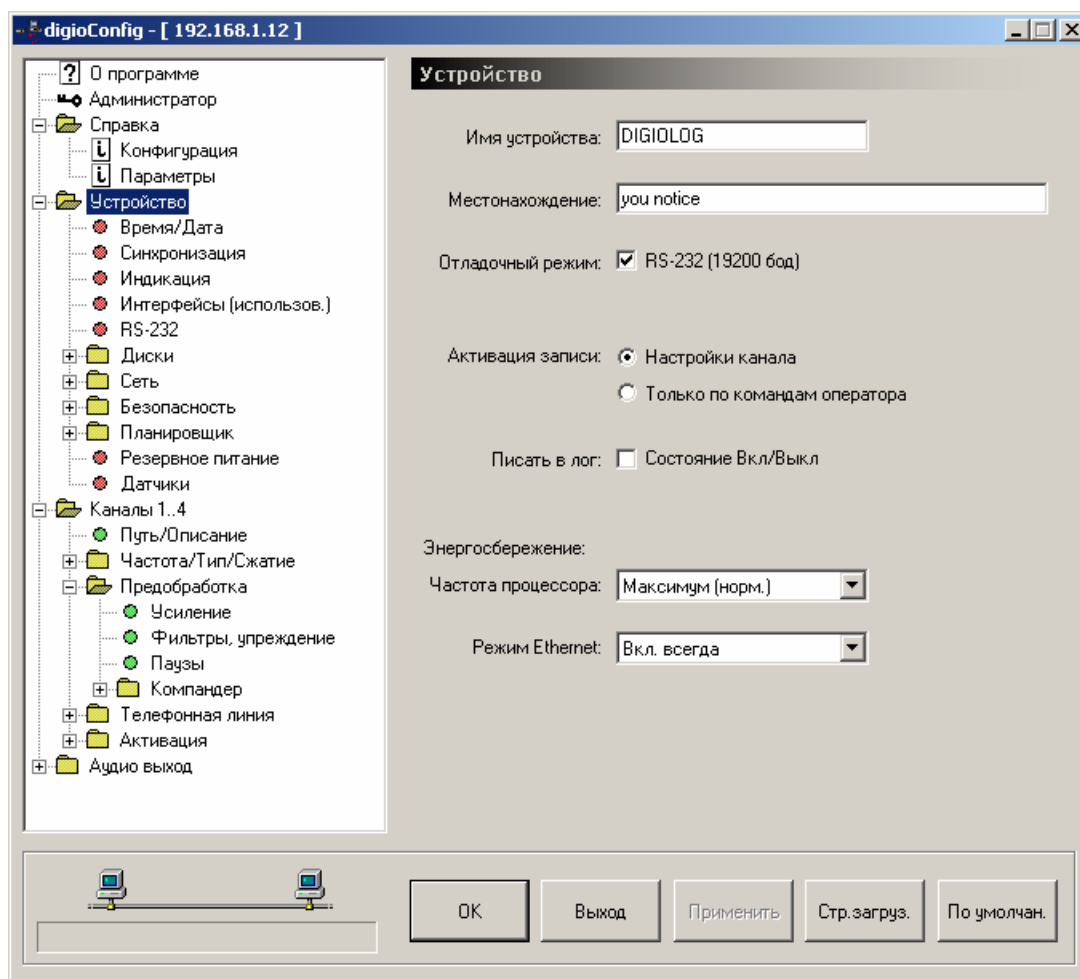 digioConfig - [ 192.168.1.12 ]
О программе
Администратор
Справка
Конфигурация
Параметры
Устройство
Время/Дата
Синхронизация
Индикация
Интерфейсы (использов.)
RS-232
Диски
Сеть
Безопасность
Планировщик
Резервное питание
Датчики
Каналы 1..4
Путь/Описание
Частота/Тип/Сжатие
Предобработка
Усиление
Фильтры, упреждение
Паузы
Компандер
Телефонная линия
Активация
Аудио выход
Устройство
Имя устройства: DIGIOLOG
Местонахождение: you notice
Отладочный режим: RS-232 (19200 бод)
Активация записи: Настройки канала
Только по командам оператора
Писать в лог: Состояние Вкл/Выкл
Энергосбережение:
Частота процессора: Максимум (норм.)
Режим Ethernet: Вкл. всегда
OK Выход Применить Стр.загруз. По умолчан.